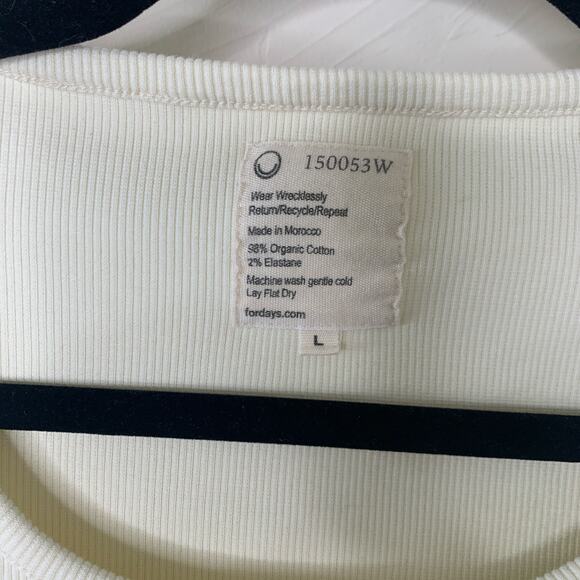 150053W
Wear Wrecklessly
Return/Recycle/Repeat
Made in Morocco
98% Organic Cotton
2% Elastane
Machine wash gentle cold
Lay Flat Dry
fordays.com
L